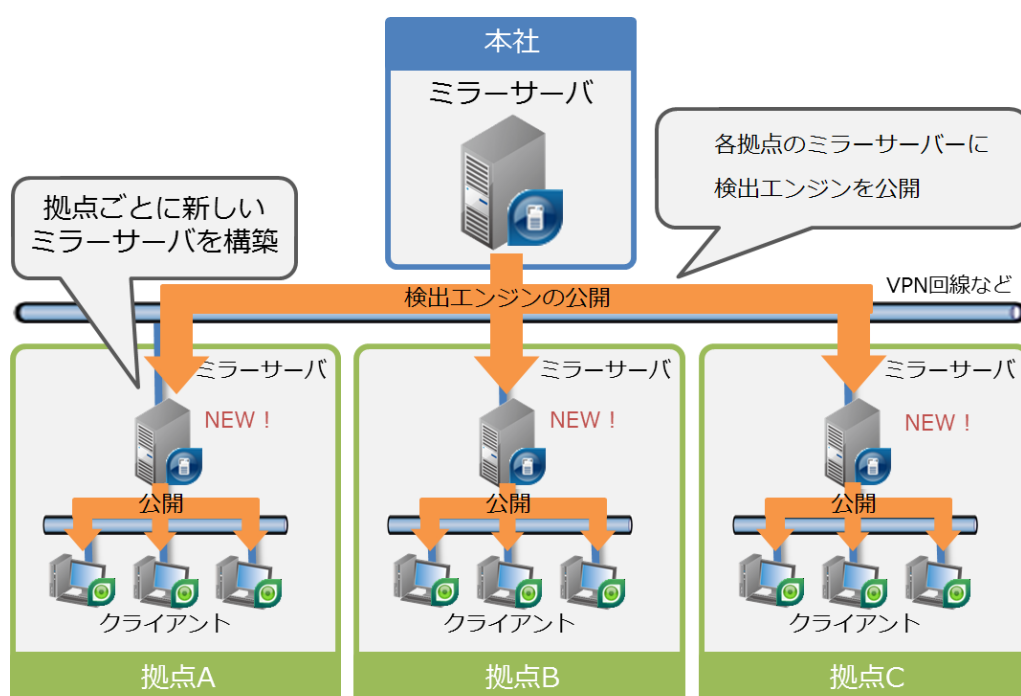 本社
ミラーサーバ
各拠点のミラーサーバーに
検出エンジンを公開
拠点ごとに新しい
ミラーサーバを構築
検出エンジンの公開
VPN回線など
ミラーサーバ
NEW！
公開
クライアント
拠点A
ミラーサーバ
NEW！
公開
クライアント
拠点B
ミラーサーバ
NEW！
公開
クライアント
拠点C